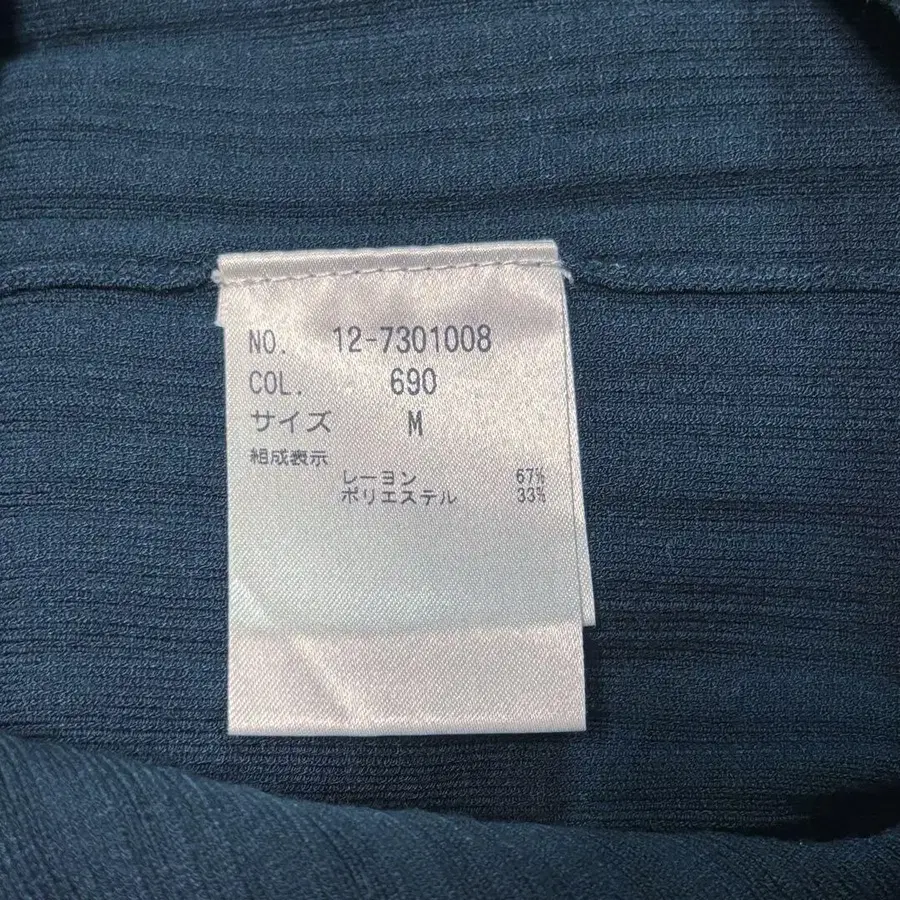 NO. 12-7301008
COL. 690
サイズ M
組成表示
レーヨン 67%
ポリエステル 33%